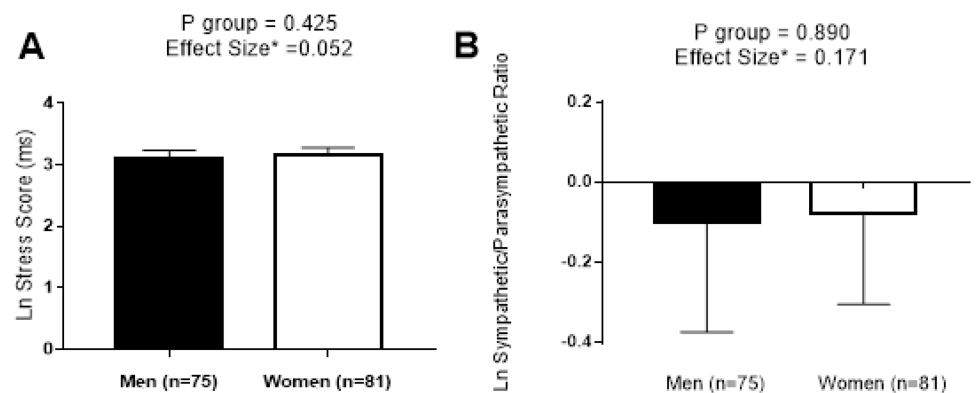 A
P group = 0.425
Effect Size* =0.052
Ln Stress Score (ms)
4
3
2
1
0
Men (n=75)
Women (n=81)
B
P group = 0.890
Effect Size* = 0.171
Ln Sympathetic/Parasympathetic Ratio
0.2
0.0
-0.2
-0.4
Men (n=75)
Women (n=81)